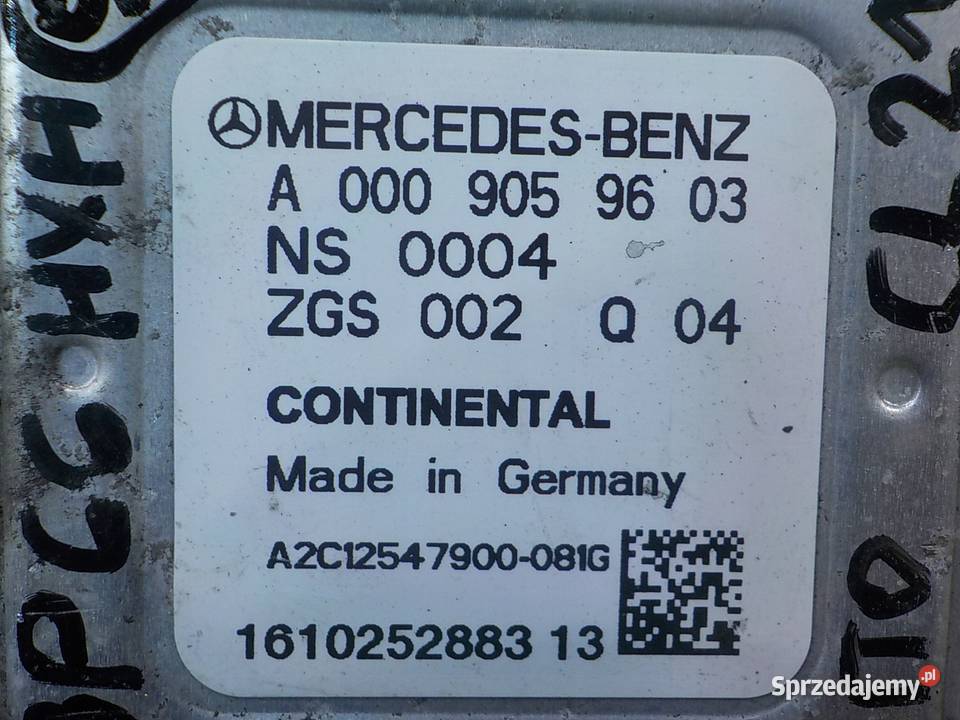 MERCEDES-BENZ
A 000 905 96 03
NS 0004
ZGS 002 Q 04
CONTINENTAL
Made in Germany
A2C12547900-081G
1610252883 13
Sprzedajemy.pl